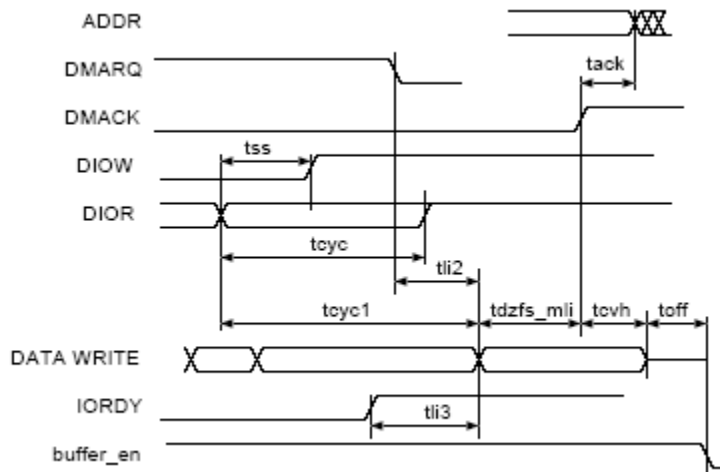 ADDR
DMARQ
tack
DMACK
tss
DIOW
DIOR
tcyc
tli2
tcyc1
tdzfs_mli
tcvh
toff
DATA WRITE
IORDY
tli3
buffer_en